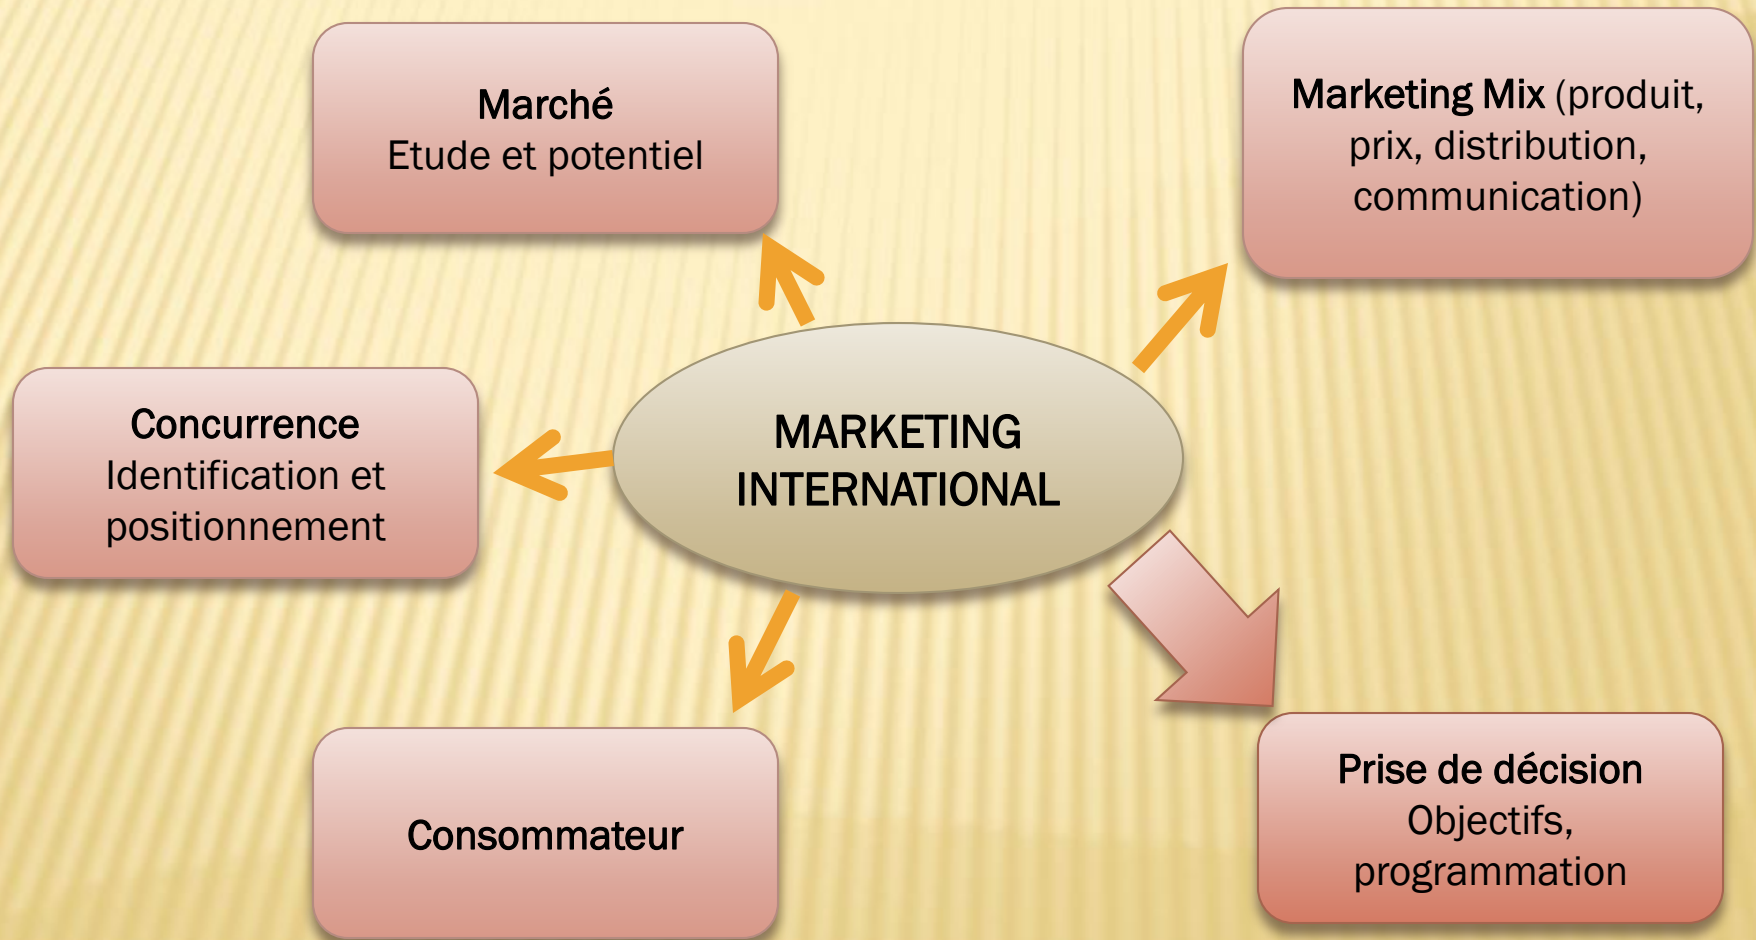 Marché
Etude et potentiel
Marketing Mix (produit,
prix, distribution,
communication)
Concurrence
Identification et
positionnement
MARKETING
INTERNATIONAL
Consommateur
Prise de décision
Objectifs,
programmation